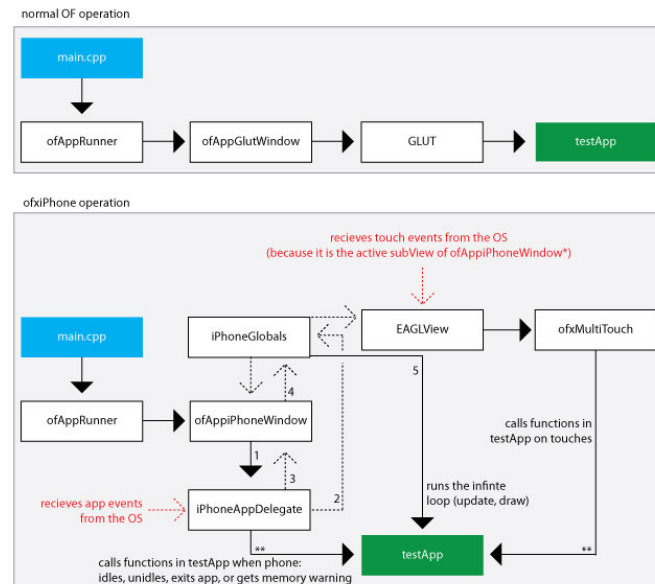 normal OF operation
main.cpp
ofAppRunner
ofAppGlutWindow
GLUT
testApp
ofxiPhone operation
recieves touch events from the OS
(because it is the active subView of ofAppiPhoneWindow*)
main.cpp
iPhoneGlobals
EAGLView
ofxMultiTouch
5
4
ofAppRunner
ofAppiPhoneWindow
calls functions in
testApp on touches
1
3
2
runs the infinte
loop (update, draw)
recieves app events
from the OS
iPhoneAppDelegate
**
**
testApp
calls functions in testApp when phone:
idles, unidles, exits app, or gets memory warning